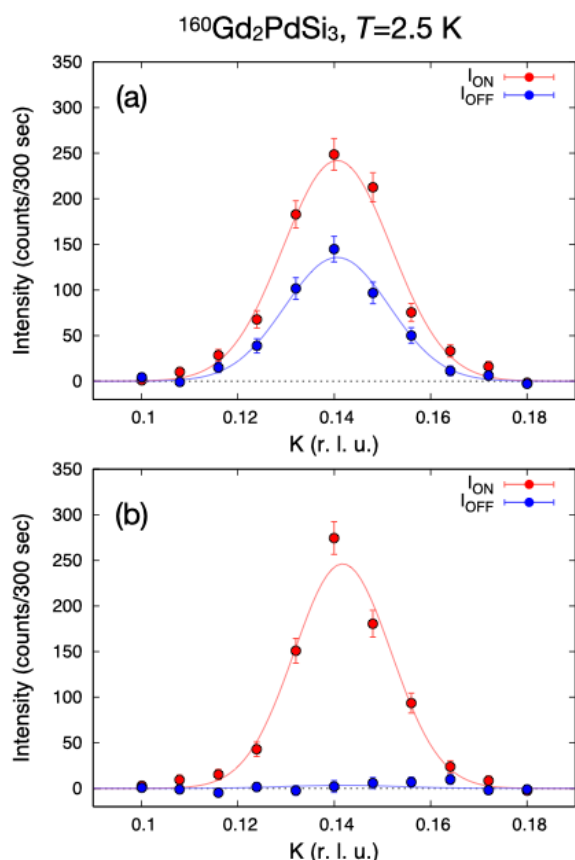 ¹⁶⁰Gd₂PdSi₃, T=2.5 K
(a)
I_ON
I_OFF
350
300
250
200
150
100
50
0
Intensity (counts/300 sec)
0.1 0.12 0.14 0.16 0.18
K (r. l. u.)
(b)
I_ON
I_OFF
350
300
250
200
150
100
50
0
Intensity (counts/300 sec)
0.1 0.12 0.14 0.16 0.18
K (r. l. u.)